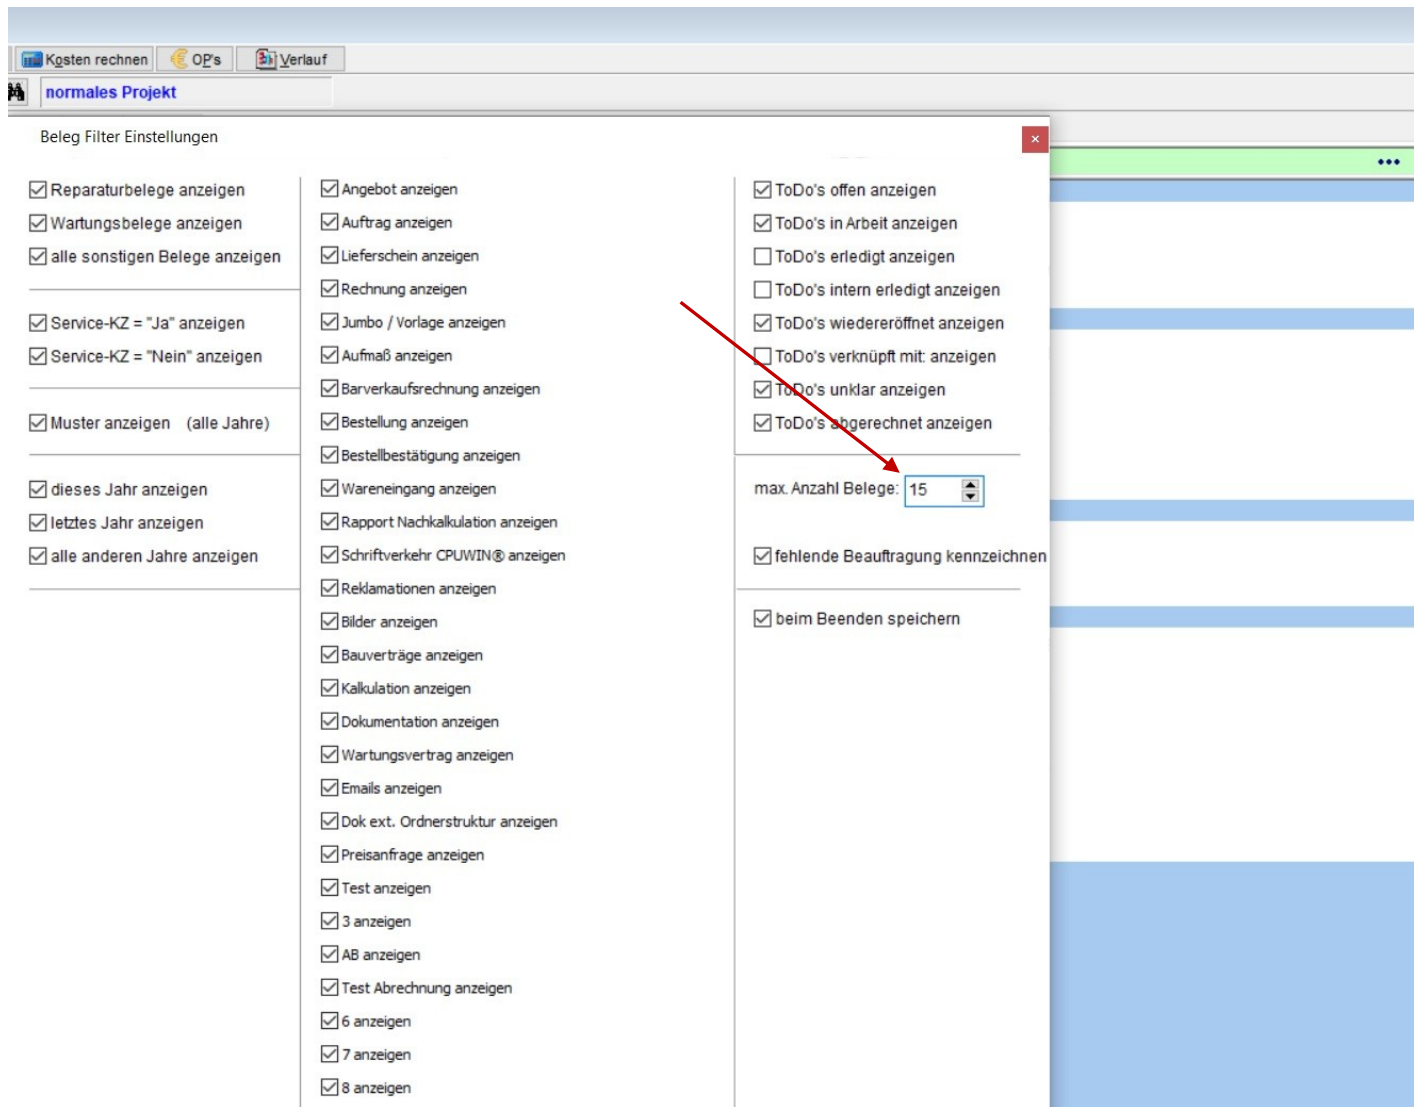 Kosten rechnen
OP's
Verlauf
normales Projekt
Beleg Filter Einstellungen
Reparaturbelege anzeigen
Wartungsbelege anzeigen
alle sonstigen Belege anzeigen
Service-KZ = "Ja" anzeigen
Service-KZ = "Nein" anzeigen
Muster anzeigen (alle Jahre)
dieses Jahr anzeigen
letztes Jahr anzeigen
alle anderen Jahre anzeigen
Angebot anzeigen
Auftrag anzeigen
Lieferschein anzeigen
Rechnung anzeigen
Jumbo / Vorlage anzeigen
Aufmaß anzeigen
Barverkaufsrechnung anzeigen
Bestellung anzeigen
Bestellbestätigung anzeigen
Wareneingang anzeigen
Rapport Nachkalkulation anzeigen
Schriftverkehr CPUWIN® anzeigen
Reklamationen anzeigen
Bilder anzeigen
Bauverträge anzeigen
Kalkulation anzeigen
Dokumentation anzeigen
Wartungsvertrag anzeigen
Emails anzeigen
Dok ext. Ordnerstruktur anzeigen
Preisanfrage anzeigen
Test anzeigen
3 anzeigen
AB anzeigen
Test Abrechnung anzeigen
6 anzeigen
7 anzeigen
8 anzeigen
ToDo's offen anzeigen
ToDo's in Arbeit anzeigen
ToDo's erledigt anzeigen
ToDo's intern erledigt anzeigen
ToDo's wiedereröffnet anzeigen
ToDo's verknüpft mit: anzeigen
ToDo's unklar anzeigen
ToDo's abgerechnet anzeigen
max. Anzahl Belege: 15
fehlende Beauftragung kennzeichnen
beim Beenden speichern